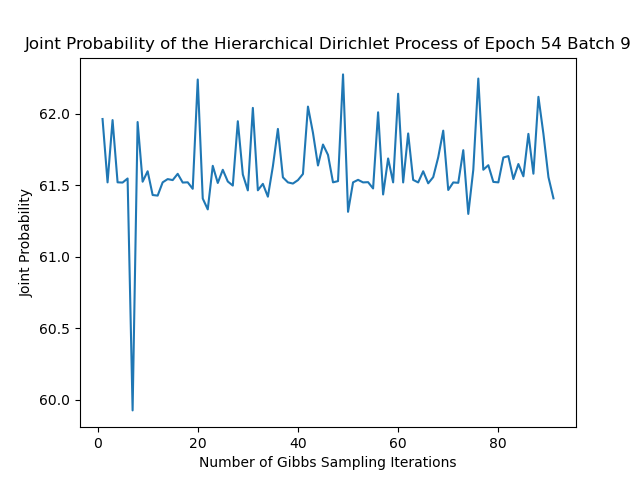 Joint Probability of the Hierarchical Dirichlet Process of Epoch 54 Batch 9
Joint Probability
62.0
61.5
61.0
60.5
60.0
0 20 40 60 80
Number of Gibbs Sampling Iterations